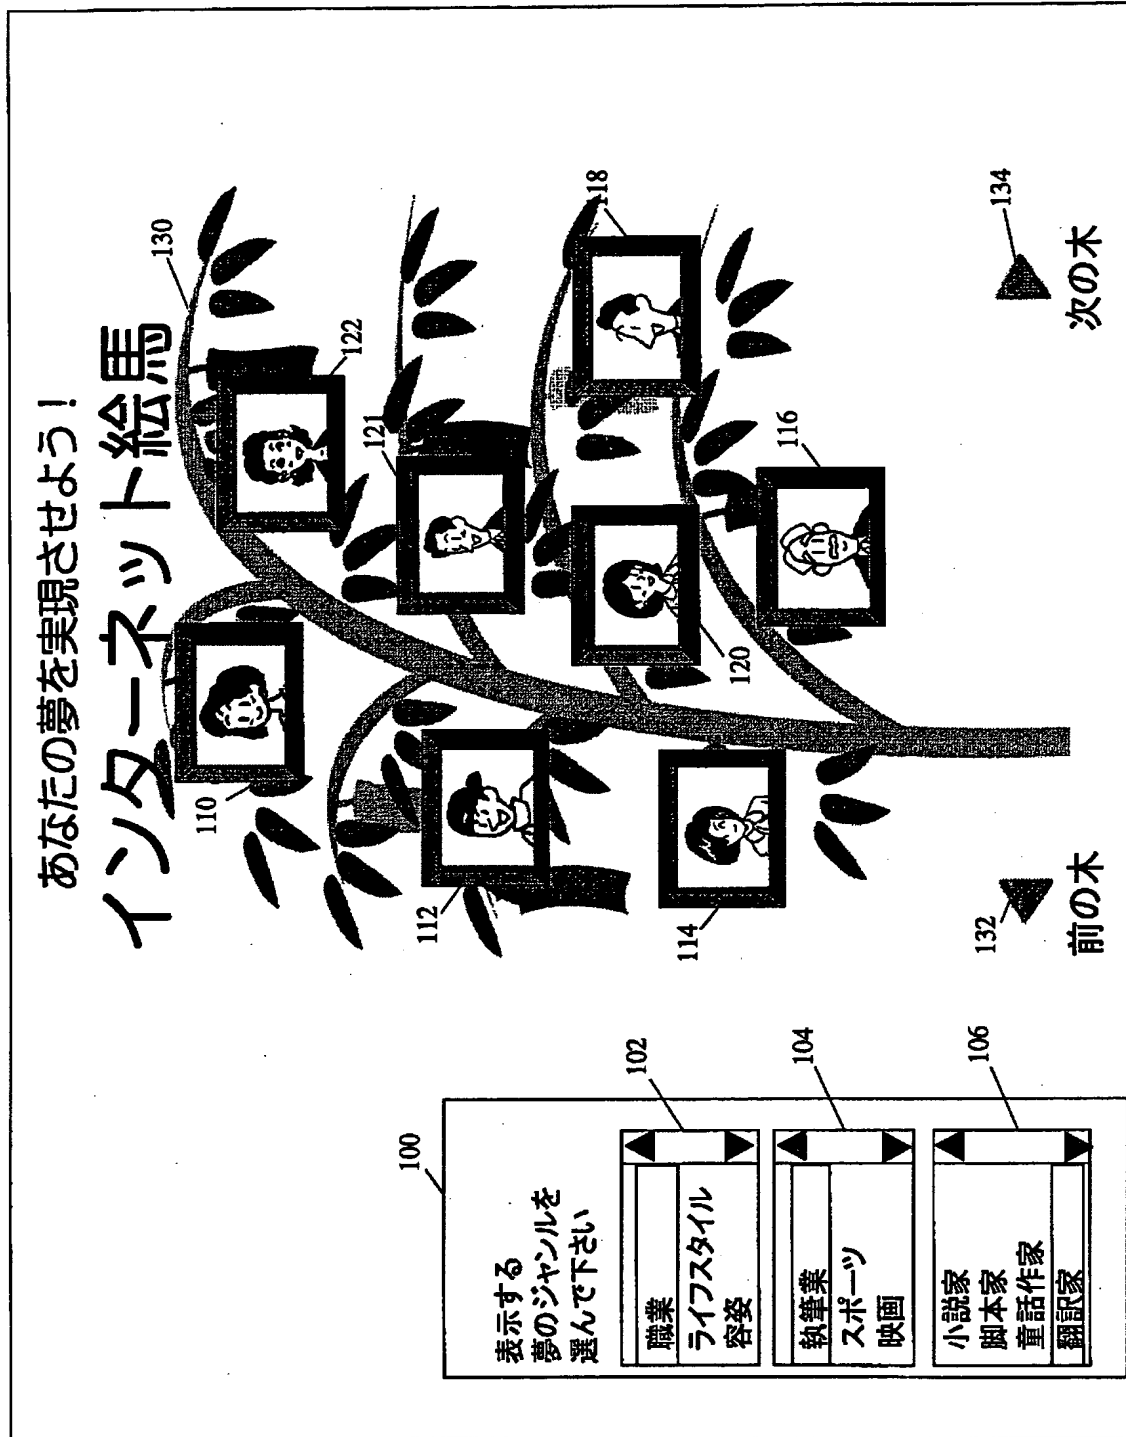 あなたの夢を実現させよう！
インターネット絵馬
130
122
121
118
110
112
120
116
114
132
前の木
134
次の木
100
表示する
夢のジャンルを
選んで下さい
102
職業
ライフスタイル
容姿
104
執筆業
スポーツ
映画
106
小説家
脚本家
童話作家
翻訳家